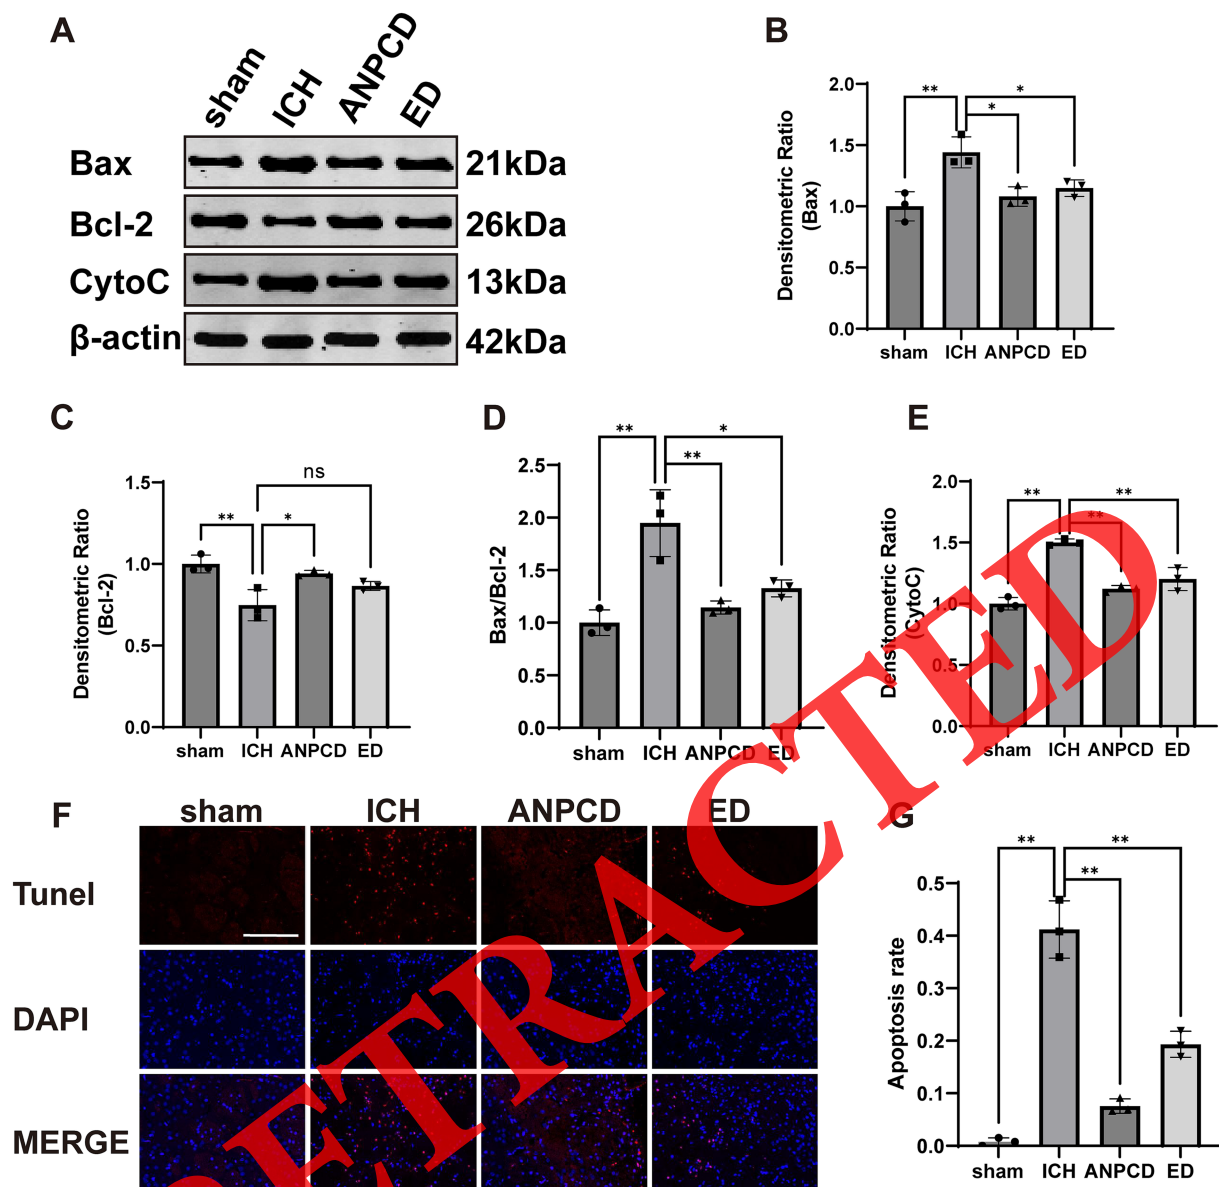 A
sham ICH ANPCD ED
Bax 21kDa
Bcl-2 26kDa
CytoC 13kDa
β-actin 42kDa
B
Densitometric Ratio
(Bax)
2.0
1.5
1.0
0.5
0.0
** * *
sham ICH ANPCD ED
C
Densitometric Ratio
(Bcl-2)
1.5
1.0
0.5
0.0
ns
** *
sham ICH ANPCD ED
D
Bax/Bcl-2
2.5
2.0
1.5
1.0
0.5
0.0
** *
**
sham ICH ANPCD ED
E
Densitometric Ratio
(CytoC)
2.0
1.5
1.0
0.5
0.0
** **
**
sham ICH ANPCD ED
F
sham ICH ANPCD ED
Tunel
DAPI
MERGE
G
Apoptosis rate
0.5
0.4
0.3
0.2
0.1
0.0
** **
**
sham ICH ANPCD ED
RETRACTED